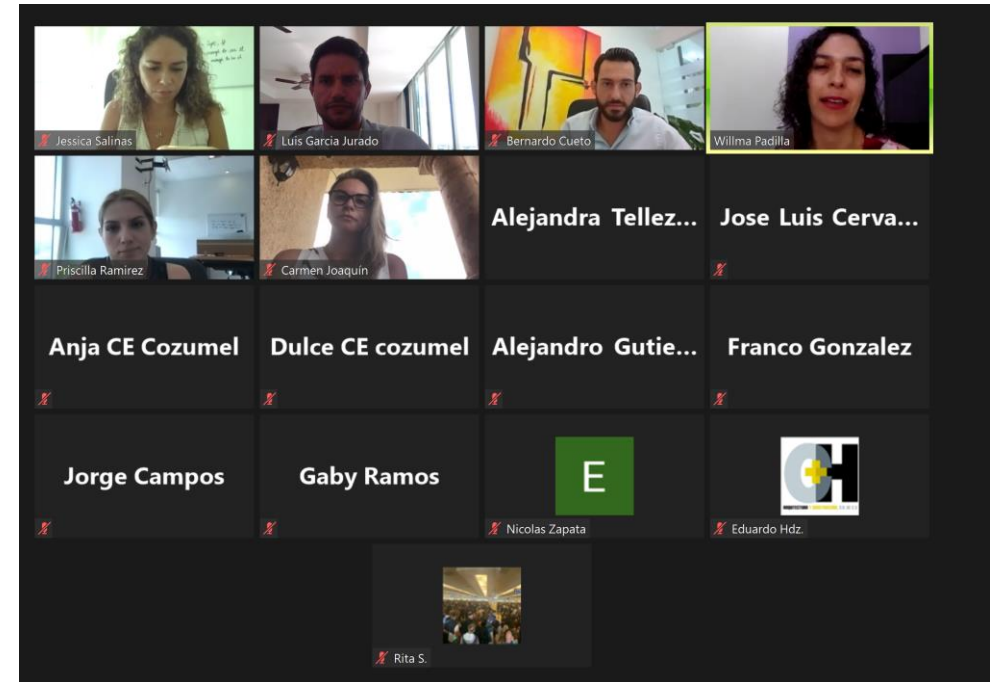 Jessica Salinas
Luis Garcia Jurado
Bernardo Cueto
Willma Padilla
Priscilla Ramirez
Carmen Joaquín
Alejandra Tellez...
Jose Luis Cerva...
Anja CE Cozumel
Dulce CE cozumel
Alejandro Gutie...
Franco Gonzalez
Jorge Campos
Gaby Ramos
E
Nicolas Zapata
C+H
Eduardo Hdz.
Rita S.